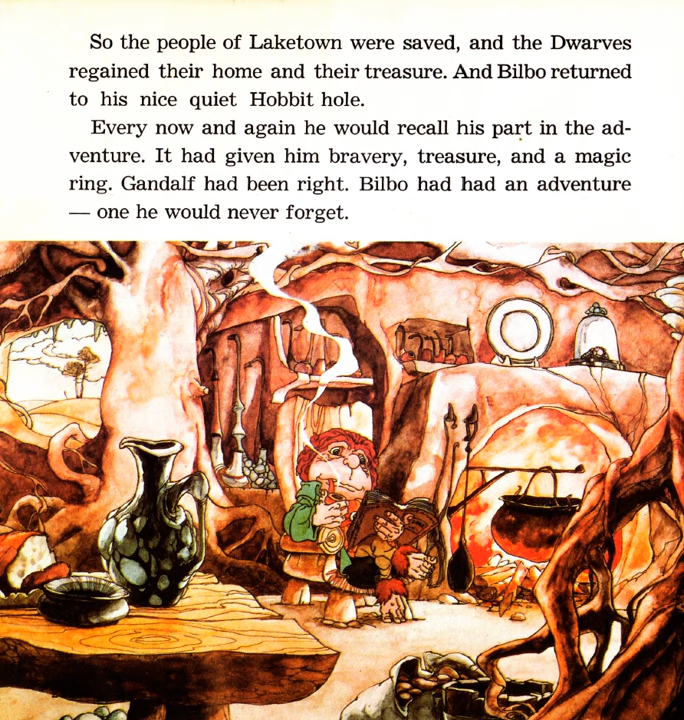 So the people of Laketown were saved, and the Dwarves
regained their home and their treasure. And Bilbo returned
to his nice quiet Hobbit hole.
Every now and again he would recall his part in the ad-
venture. It had given him bravery, treasure, and a magic
ring. Gandalf had been right. Bilbo had had an adventure
— one he would never forget.